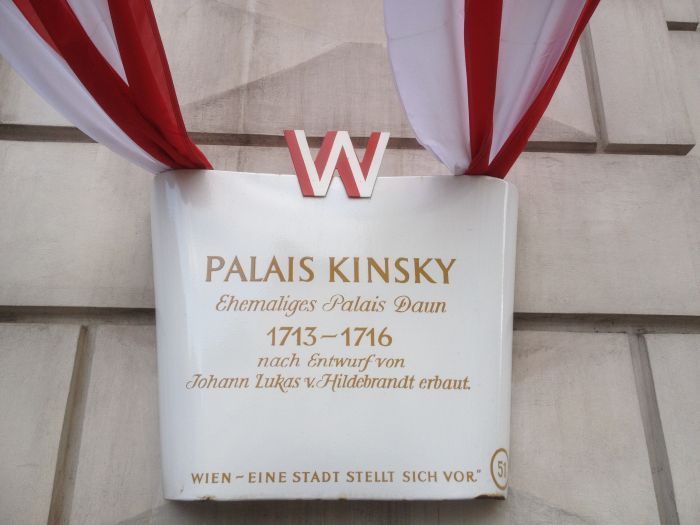 W
PALAIS KINSKY
Ehemaliges Palais Daun
1713–1716
nach Entwurf von
Johann Lukas v. Hildebrandt erbaut.
WIEN – EINE STADT STELLT SICH VOR."
51